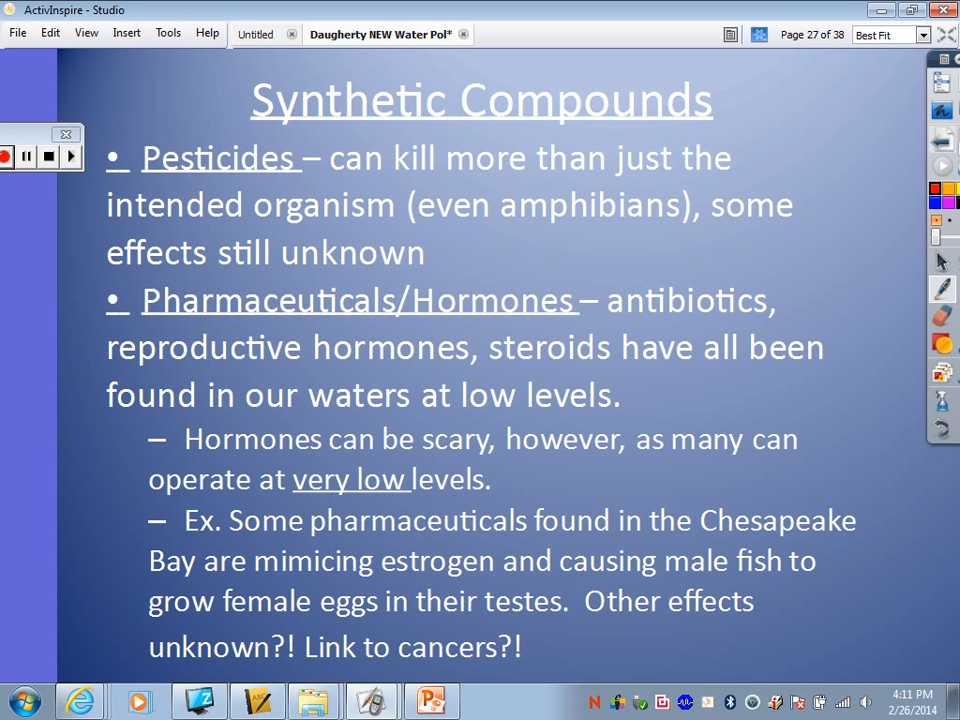 ActivInspire - Studio
File Edit View Insert Tools Help Untitled Daugherty NEW Water Pol* Page 27 of 38 Best Fit
Synthetic Compounds
• Pesticides – can kill more than just the
intended organism (even amphibians), some
effects still unknown
• Pharmaceuticals/Hormones – antibiotics,
reproductive hormones, steroids have all been
found in our waters at low levels.
– Hormones can be scary, however, as many can
operate at very low levels.
– Ex. Some pharmaceuticals found in the Chesapeake
Bay are mimicing estrogen and causing male fish to
grow female eggs in their testes. Other effects
unknown?! Link to cancers?!
4:11 PM
2/26/2014